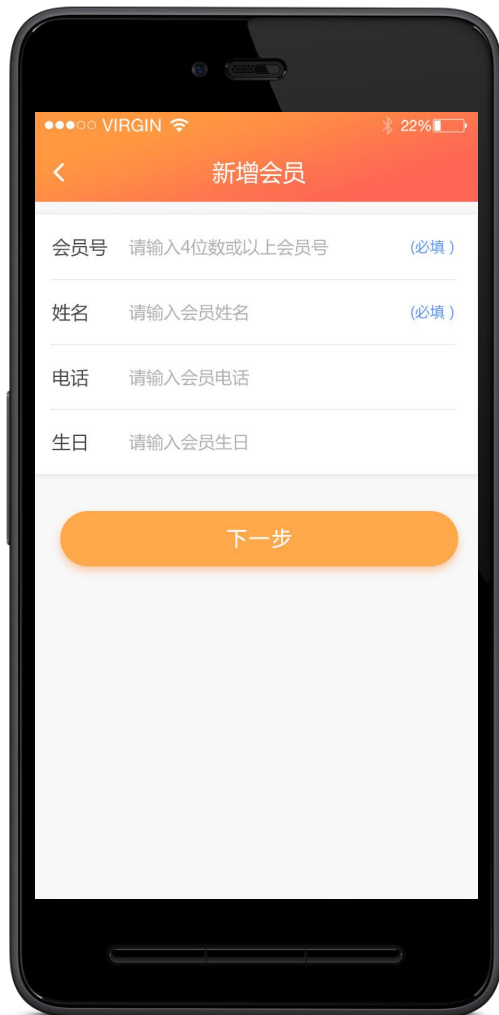 VIRGIN 22%
新增会员
会员号 请输入4位数或以上会员号 (必填)
姓名 请输入会员姓名 (必填)
电话 请输入会员电话
生日 请输入会员生日
下一步